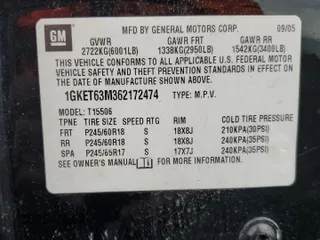 GM
MFD BY GENERAL MOTORS CORP. 09/05
GVWR GAWR FRT GAWR RR
2722KG(6001LB) 1338KG(2950LB) 1542KG(3400LB)
THIS VEHICLE CONFORMS TO ALL APPLICABLE U.S. FEDERAL MOTOR
VEHICLE SAFETY AND THEFT PREVENTION STANDARDS IN EFFECT ON
THE DATE OF MANUFACTURE SHOWN ABOVE.
1GKET63M362172474 TYPE: M.P.V.
MODEL: T15506
TPNE TIRE SIZE SPEED RTG RIM COLD TIRE PRESSURE
FRT P245/60R18 S 18X8J 210KPA(30PSI)
RR P245/60R18 S 18X8J 240KPA(35PSI)
SPA P245/65R17 S 17X7J 240KPA(35PSI)
SEE OWNER'S MANUAL FOR MORE INFORMATION.